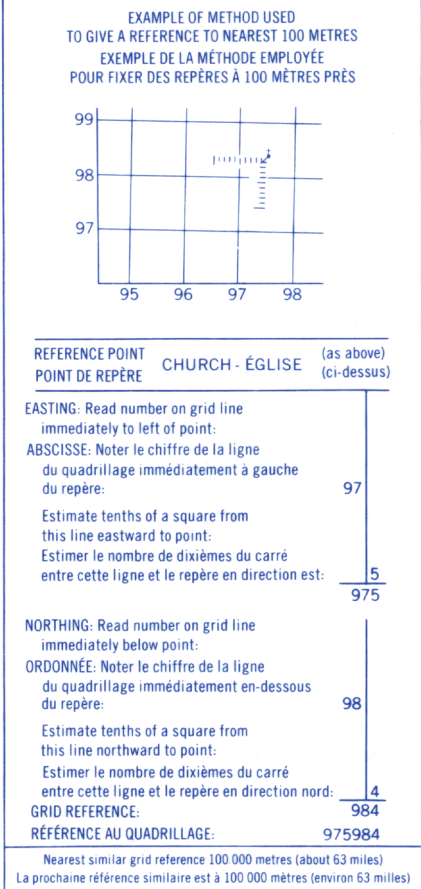 EXAMPLE OF METHOD USED
TO GIVE A REFERENCE TO NEAREST 100 METRES
EXEMPLE DE LA MÉTHODE EMPLOYÉE
POUR FIXER DES REPÈRES À 100 MÈTRES PRÈS
99
98
97
95 96 97 98
REFERENCE POINT
POINT DE REPÈRE
CHURCH - ÉGLISE
(as above)
(ci-dessus)
EASTING: Read number on grid line
immediately to left of point:
ABSCISSE: Noter le chiffre de la ligne
du quadrillage immédiatement à gauche
du repère: 97
Estimate tenths of a square from
this line eastward to point:
Estimer le nombre de dixièmes du carré
entre cette ligne et le repère en direction est: 5
975
NORTHING: Read number on grid line
immediately below point:
ORDONNÉE: Noter le chiffre de la ligne
du quadrillage immédiatement en-dessous
du repère: 98
Estimate tenths of a square from
this line northward to point:
Estimer le nombre de dixièmes du carré
entre cette ligne et le repère en direction nord: 4
GRID REFERENCE: 984
RÉFÉRENCE AU QUADRILLAGE: 975984
Nearest similar grid reference 100 000 metres (about 63 miles)
La prochaine référence similaire est à 100 000 mètres (environ 63 milles)